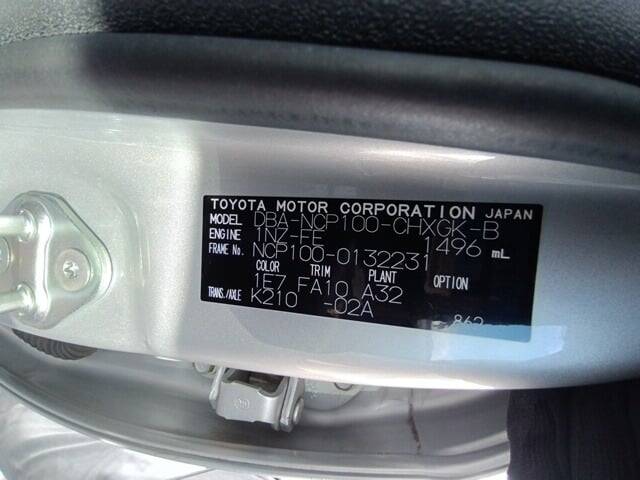 TOYOTA MOTOR CORPORATION JAPAN
MODEL DBA-NCP100-CHXGK-B
ENGINE 1NZ-FE 1496 mL
FRAME No. NCP100-0132231
COLOR TRIM PLANT OPTION
1E7 FA10 A32
TRANS./AXLE K210 -02A
862